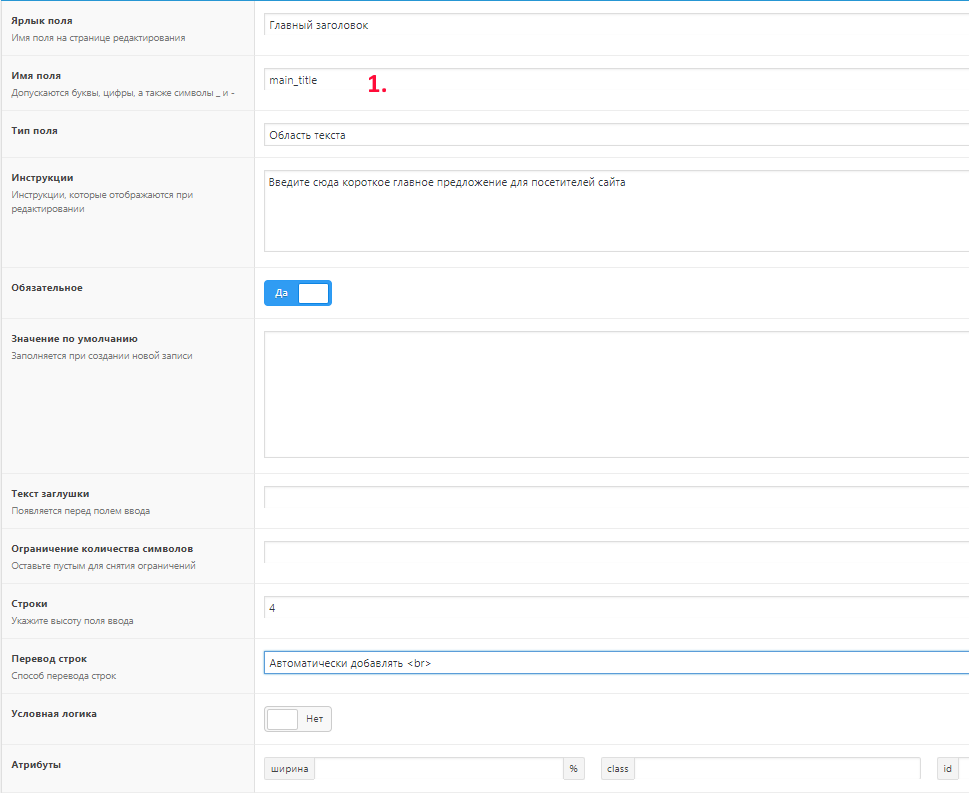 Ярлык поля
Главный заголовок
Имя поля на странице редактирования
Имя поля
main_title
1.
Допускаются буквы, цифры, а также символы _ и -
Тип поля
Область текста
Инструкции
Введите сюда короткое главное предложение для посетителей сайта
Инструкции, которые отображаются при
редактировании
Обязательное
Да
Значение по умолчанию
Заполняется при создании новой записи
Текст заглушки
Появляется перед полем ввода
Ограничение количества символов
Оставьте пустым для снятия ограничений
Строки
4
Укажите высоту поля ввода
Перевод строк
Автоматически добавлять <br>
Способ перевода строк
Условная логика
Нет
Атрибуты
ширина % class id